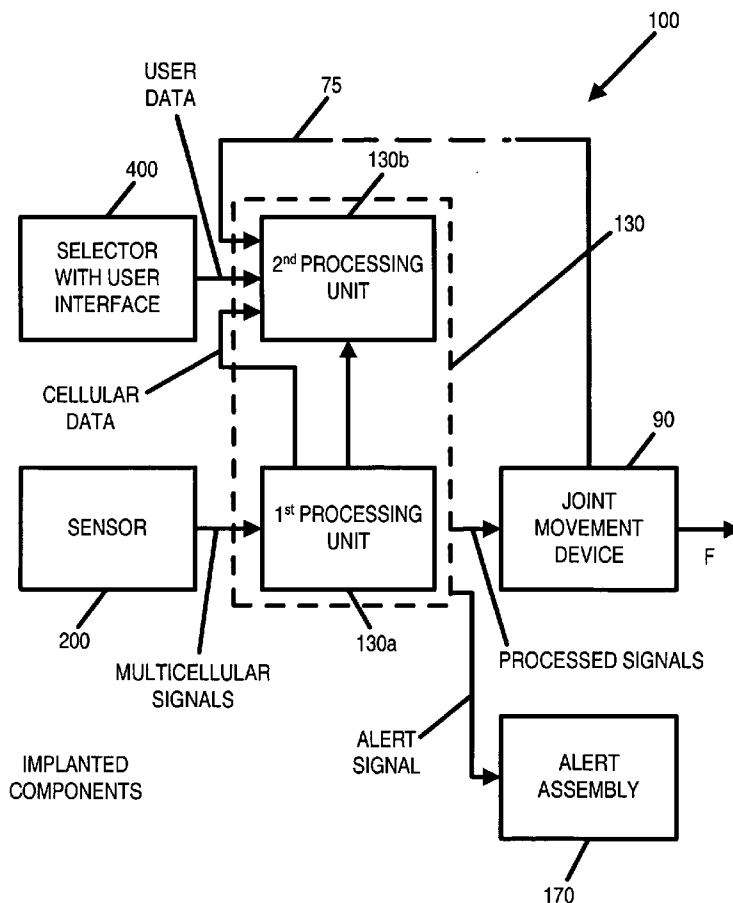 100
USER
DATA
75
400
130b
SELECTOR
WITH USER
INTERFACE
2nd PROCESSING
UNIT
130
CELLULAR
DATA
90
SENSOR
1st PROCESSING
UNIT
JOINT
MOVEMENT
DEVICE
F
200
130a
MULTICELLULAR
SIGNALS
PROCESSED SIGNALS
ALERT
SIGNAL
IMPLANTED
COMPONENTS
ALERT
ASSEMBLY
170